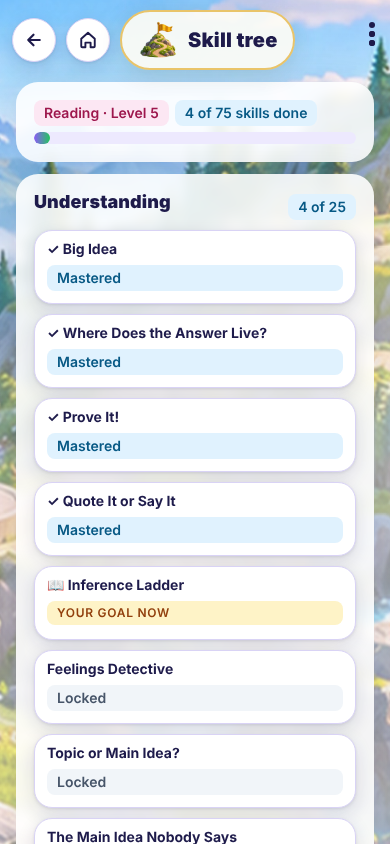 Skill tree
Reading · Level 5
4 of 75 skills done
Understanding
4 of 25
✓ Big Idea
Mastered
✓ Where Does the Answer Live?
Mastered
✓ Prove It!
Mastered
✓ Quote It or Say It
Mastered
📖 Inference Ladder
YOUR GOAL NOW
Feelings Detective
Locked
Topic or Main Idea?
Locked
The Main Idea Nobody Says